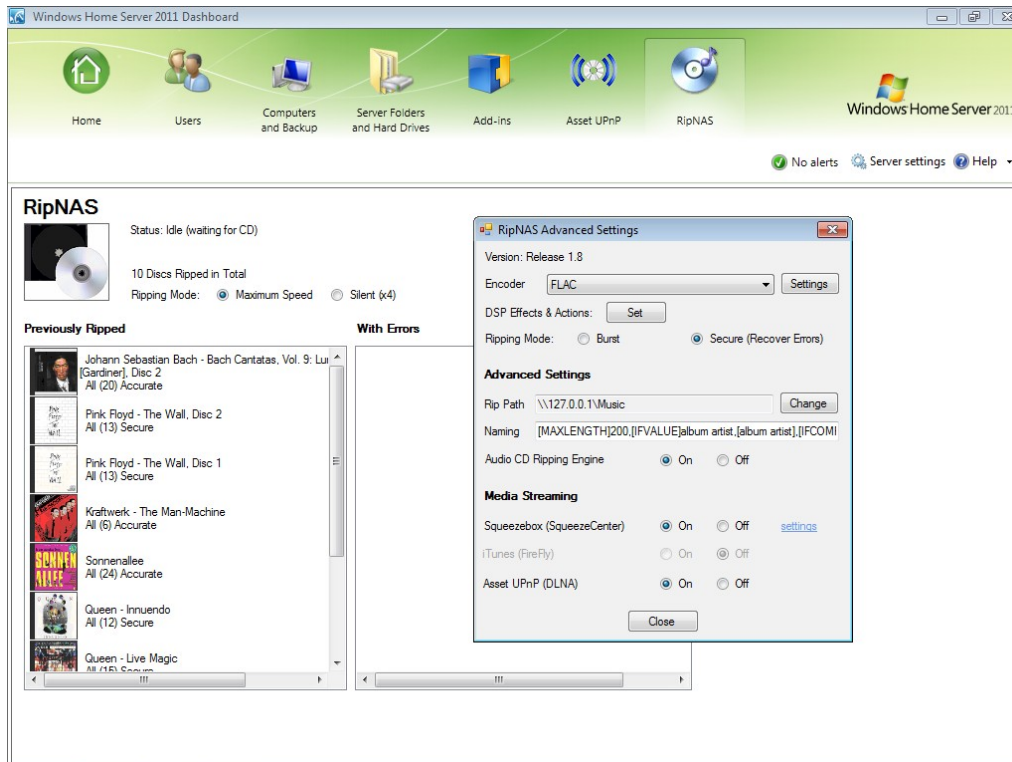 Windows Home Server 2011 Dashboard
Home
Users
Computers
and Backup
Server Folders
and Hard Drives
Add-ins
Asset UPnP
RipNAS
Windows Home Server 2011
No alerts
Server settings
Help
RipNAS
Status: Idle (waiting for CD)
10 Discs Ripped in Total
Ripping Mode: Maximum Speed Silent (x4)
Previously Ripped
With Errors
Johann Sebastian Bach - Bach Cantatas, Vol. 9: Lu
[Gardiner], Disc 2
All (20) Accurate
Pink Floyd - The Wall, Disc 2
All (13) Secure
Pink Floyd - The Wall, Disc 1
All (13) Secure
Kraftwerk - The Man-Machine
All (6) Accurate
SONNEN
ALLEE
Sonnenallee
All (24) Accurate
Queen - Innuendo
All (12) Secure
Queen - Live Magic
All (15) Secure
RipNAS Advanced Settings
Version: Release 1.8
Encoder FLAC Settings
DSP Effects & Actions: Set
Ripping Mode: Burst Secure (Recover Errors)
Advanced Settings
Rip Path \\127.0.0.1\Music Change
Naming [MAXLENGTH]200,[IFVALUE]album artist,[album artist],[IFCOMI
Audio CD Ripping Engine On Off
Media Streaming
Squeezebox (SqueezeCenter) On Off settings
iTunes (FireFly) On Off
Asset UPnP (DLNA) On Off
Close